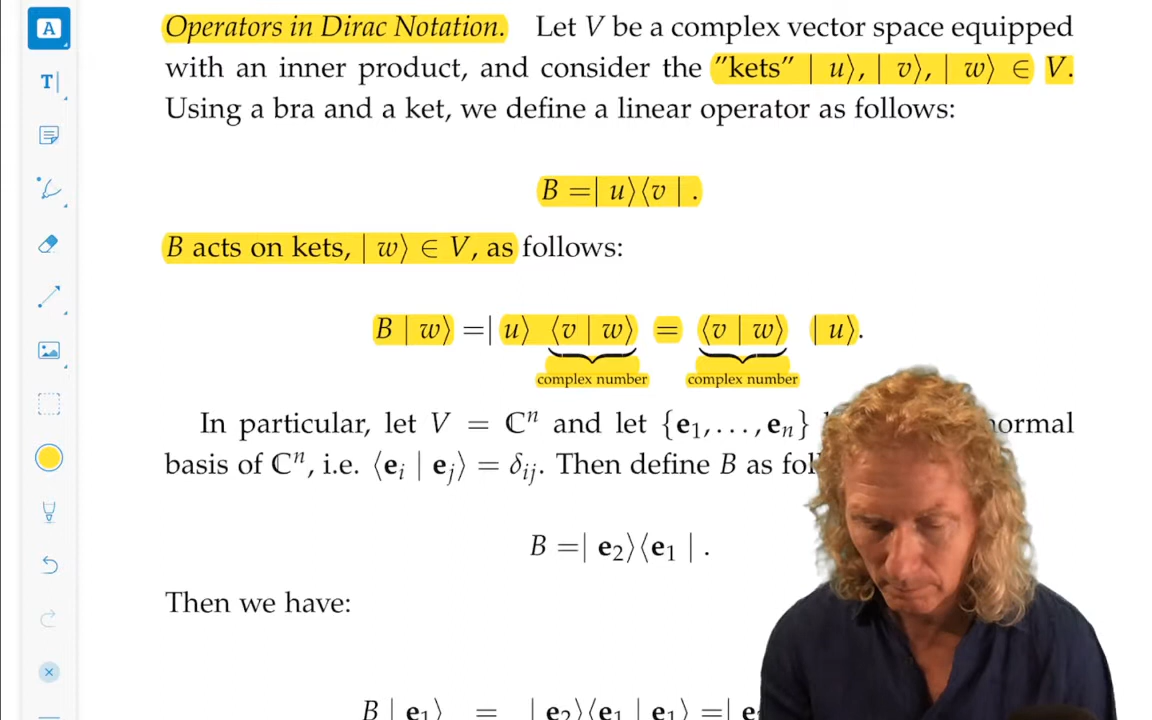 A
Operators in Dirac Notation. Let V be a complex vector space equipped
T
with an inner product, and consider the "kets" | u⟩, | v⟩, | w⟩ ∈ V.
Using a bra and a ket, we define a linear operator as follows:
B =| u⟩⟨v | .
B acts on kets, | w⟩ ∈ V, as follows:
B | w⟩ =| u⟩ ⟨v | w⟩ = ⟨v | w⟩ | u⟩.
complex number complex number
In particular, let V = ℂⁿ and let {e₁, . . . , eₙ} ormal
basis of ℂⁿ, i.e. ⟨eᵢ | eⱼ⟩ = δᵢⱼ. Then define B as fol
B =| e₂⟩⟨e₁ | .
Then we have:
B | e₁⟩ = | e₂⟩⟨e₁ | e₁⟩ =| e